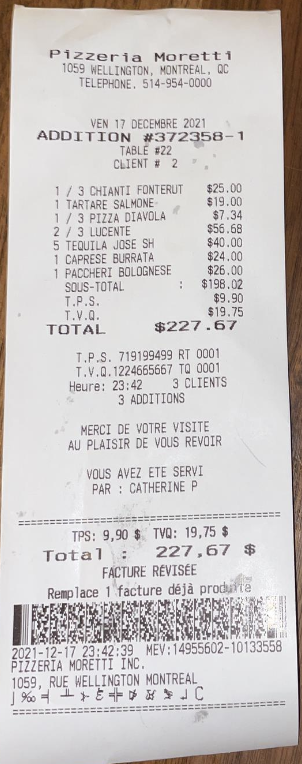 Pizzeria Moretti
1059 WELLINGTON, MONTREAL, QC
TELEPHONE. 514-954-0000
VEN 17 DECEMBRE 2021
ADDITION #372358-1
TABLE #22
CLIENT # 2
1 / 3 CHIANTI FONTERUT $25.00
1 TARTARE SALMONE $19.00
1 / 3 PIZZA DIAVOLA $7.34
2 / 3 LUCENTE $56.68
5 TEQUILA JOSE SH $40.00
1 CAPRESE BURRATA $24.00
1 PACCHERI BOLOGNESE $26.00
SOUS-TOTAL : $198.02
T.P.S. $9.90
T.V.Q. $19.75
TOTAL $227.67
T.P.S. 719199499 RT 0001
T.V.Q.1224665667 TQ 0001
Heure: 23:42 3 CLIENTS
3 ADDITIONS
MERCI DE VOTRE VISITE
AU PLAISIR DE VOUS REVOIR
VOUS AVEZ ETE SERVI
PAR : CATHERINE P
TPS: 9,90 $ TVQ: 19,75 $
Total : 227,67 $
FACTURE RÉVISÉE
Remplace 1 facture déjà produite
2021-12-17 23:42:39 MEV:14955602-10133558
PIZZERIA MORETTI INC.
1059, RUE WELLINGTON MONTREAL